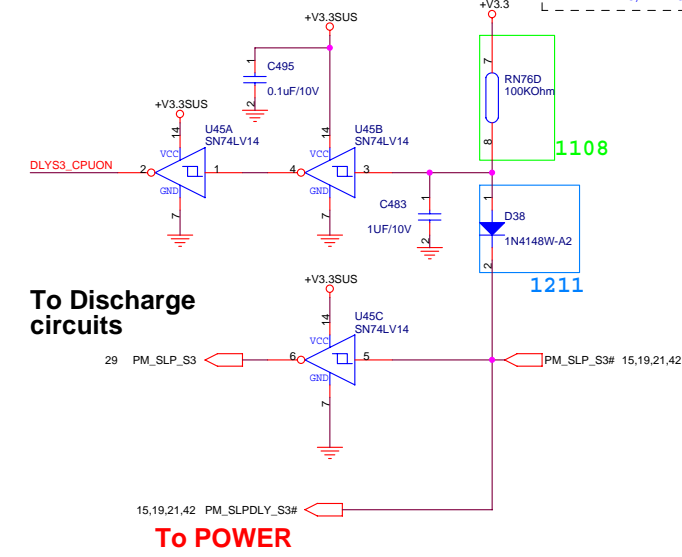 +V3.3SUS
+V3.3
C495
0.1uF/10V
1
2
7
RN76D
100KOhm
8
1108
+V3.3SUS
14
U45A
SN74LV14
VCC
GND
7
DLYS3_CPUON
2
1
14
U45B
SN74LV14
VCC
GND
7
4
3
C483
1UF/10V
1
2
1
D38
1N4148W-A2
2
1211
To Discharge
circuits
+V3.3SUS
14
U45C
SN74LV14
VCC
GND
7
29 PM_SLP_S3
6
5
PM_SLP_S3# 15,19,21,42
15,19,21,42 PM_SLPDLY_S3#
To POWER